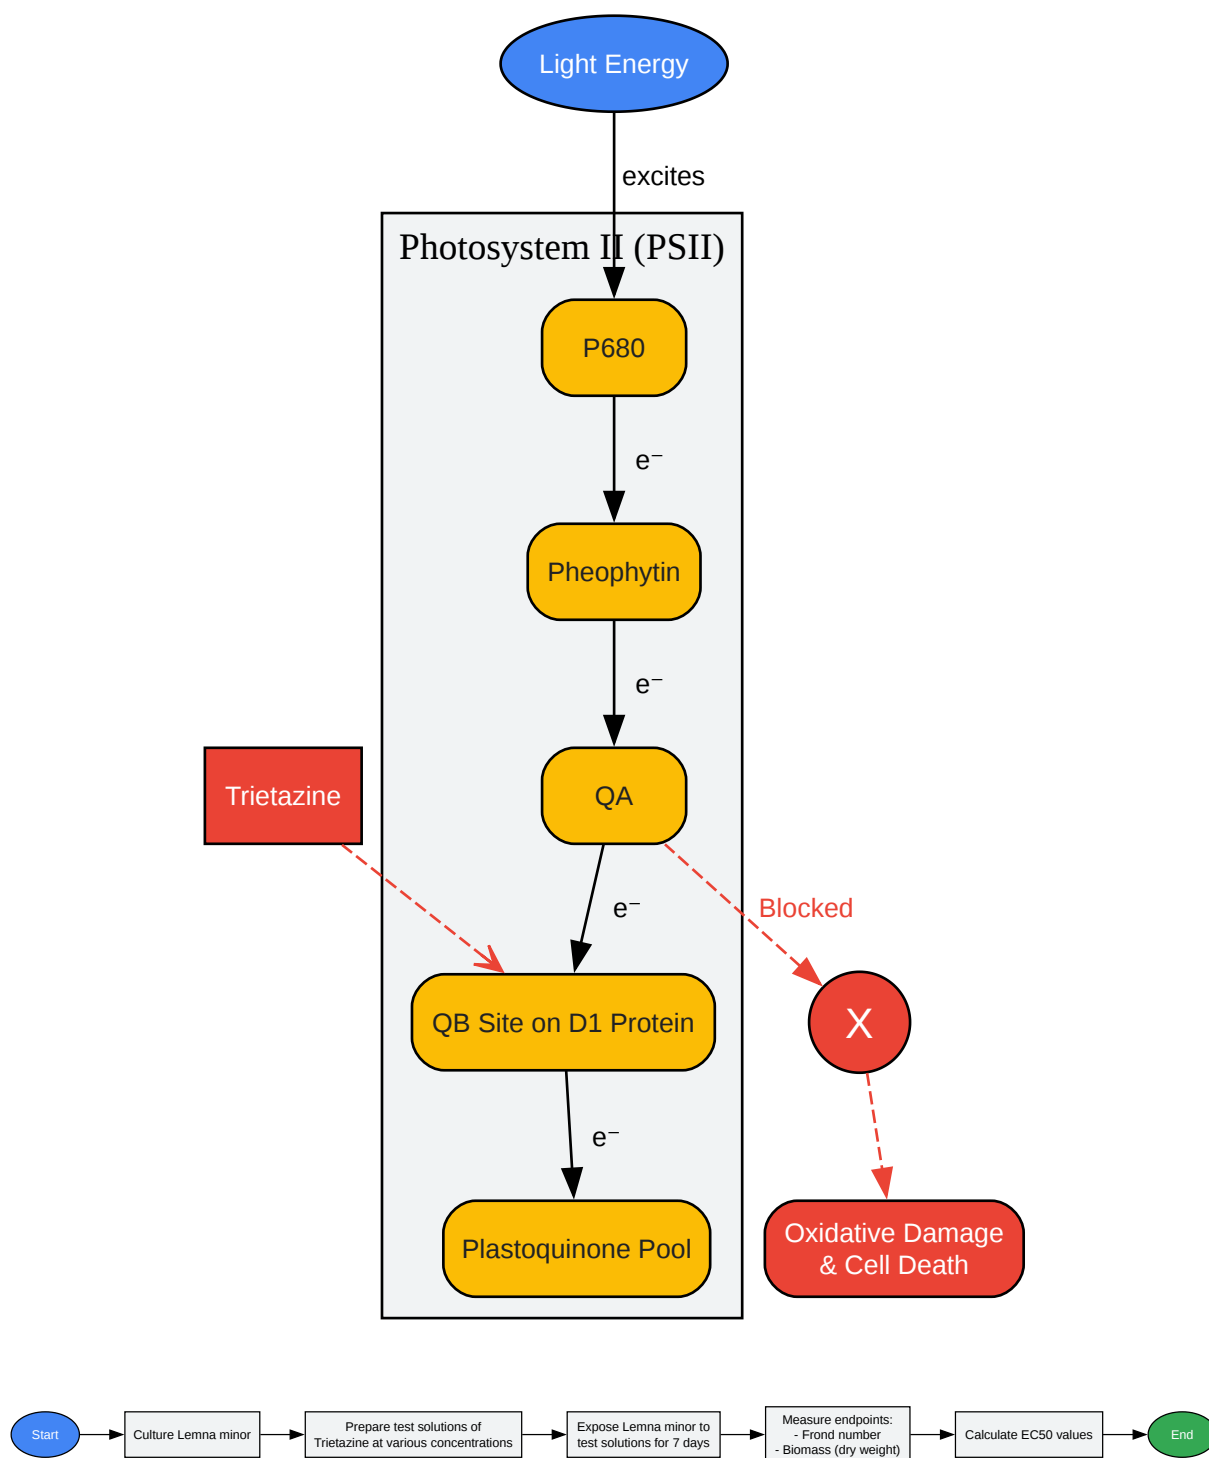 Light Energy
excites
Photosystem II (PSII)
P680
e⁻
Pheophytin
e⁻
Trietazine
QA
e⁻
Blocked
QB Site on D1 Protein
X
e⁻
Plastoquinone Pool
Oxidative Damage
& Cell Death
Start
Culture Lemna minor
Prepare test solutions of
Trietazine at various concentrations
Expose Lemna minor to
test solutions for 7 days
Measure endpoints:
- Frond number
- Biomass (dry weight)
Calculate EC50 values
End